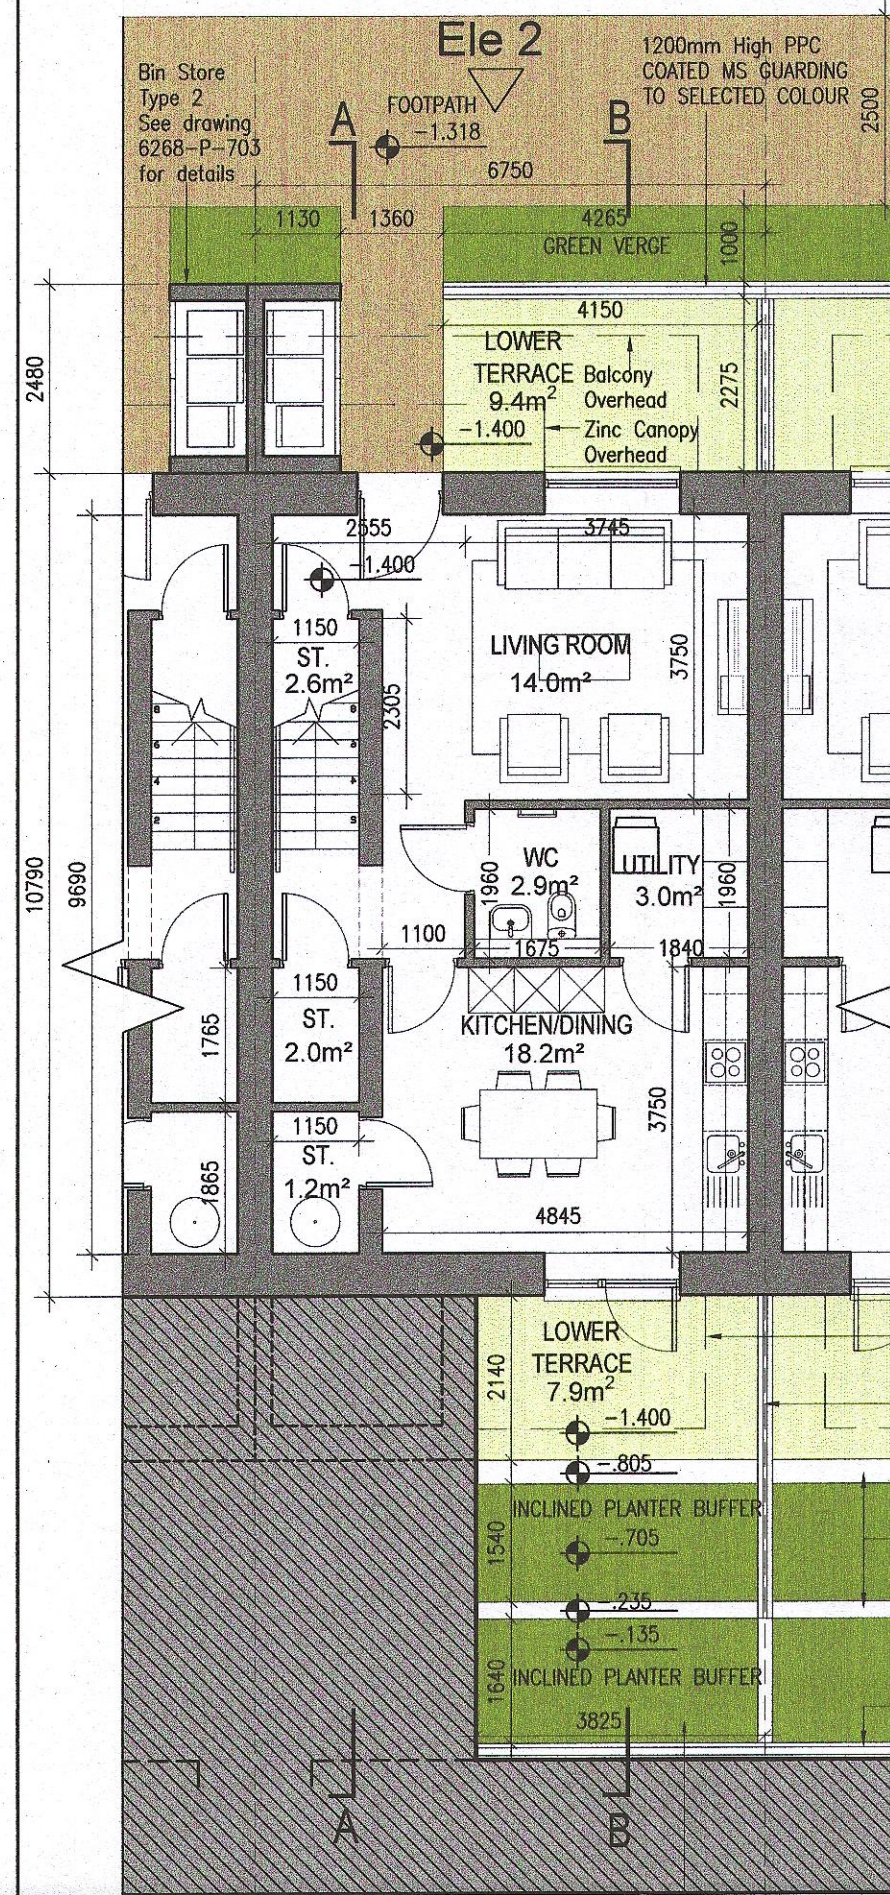 Ele 2
Bin Store
Type 2
See drawing
6268-P-703
for details
1200mm High PPC
COATED MS GUARDING
TO SELECTED COLOUR
FOOTPATH
-1.318
A
B
2500
6750
1130
1360
4265
GREEN VERGE
1000
4150
2480
LOWER
TERRACE
9.4m²
Balcony
Overhead
2275
-1.400
Zinc Canopy
Overhead
2555
3745
-1.400
1150
ST.
2.6m²
2305
LIVING ROOM
14.0m²
3750
8
6
4
2
10790
9690
WC
2.9m²
1960
UTILITY
3.0m²
1960
1100
1675
1840
1150
ST.
2.0m²
1765
KITCHEN/DINING
18.2m²
3750
1150
ST.
1.2m²
1865
4845
LOWER
TERRACE
7.9m²
2140
-1.400
-.805
INCLINED PLANTER BUFFER
-.705
1540
-.235
-.135
INCLINED PLANTER BUFFER
1640
3825
A
B